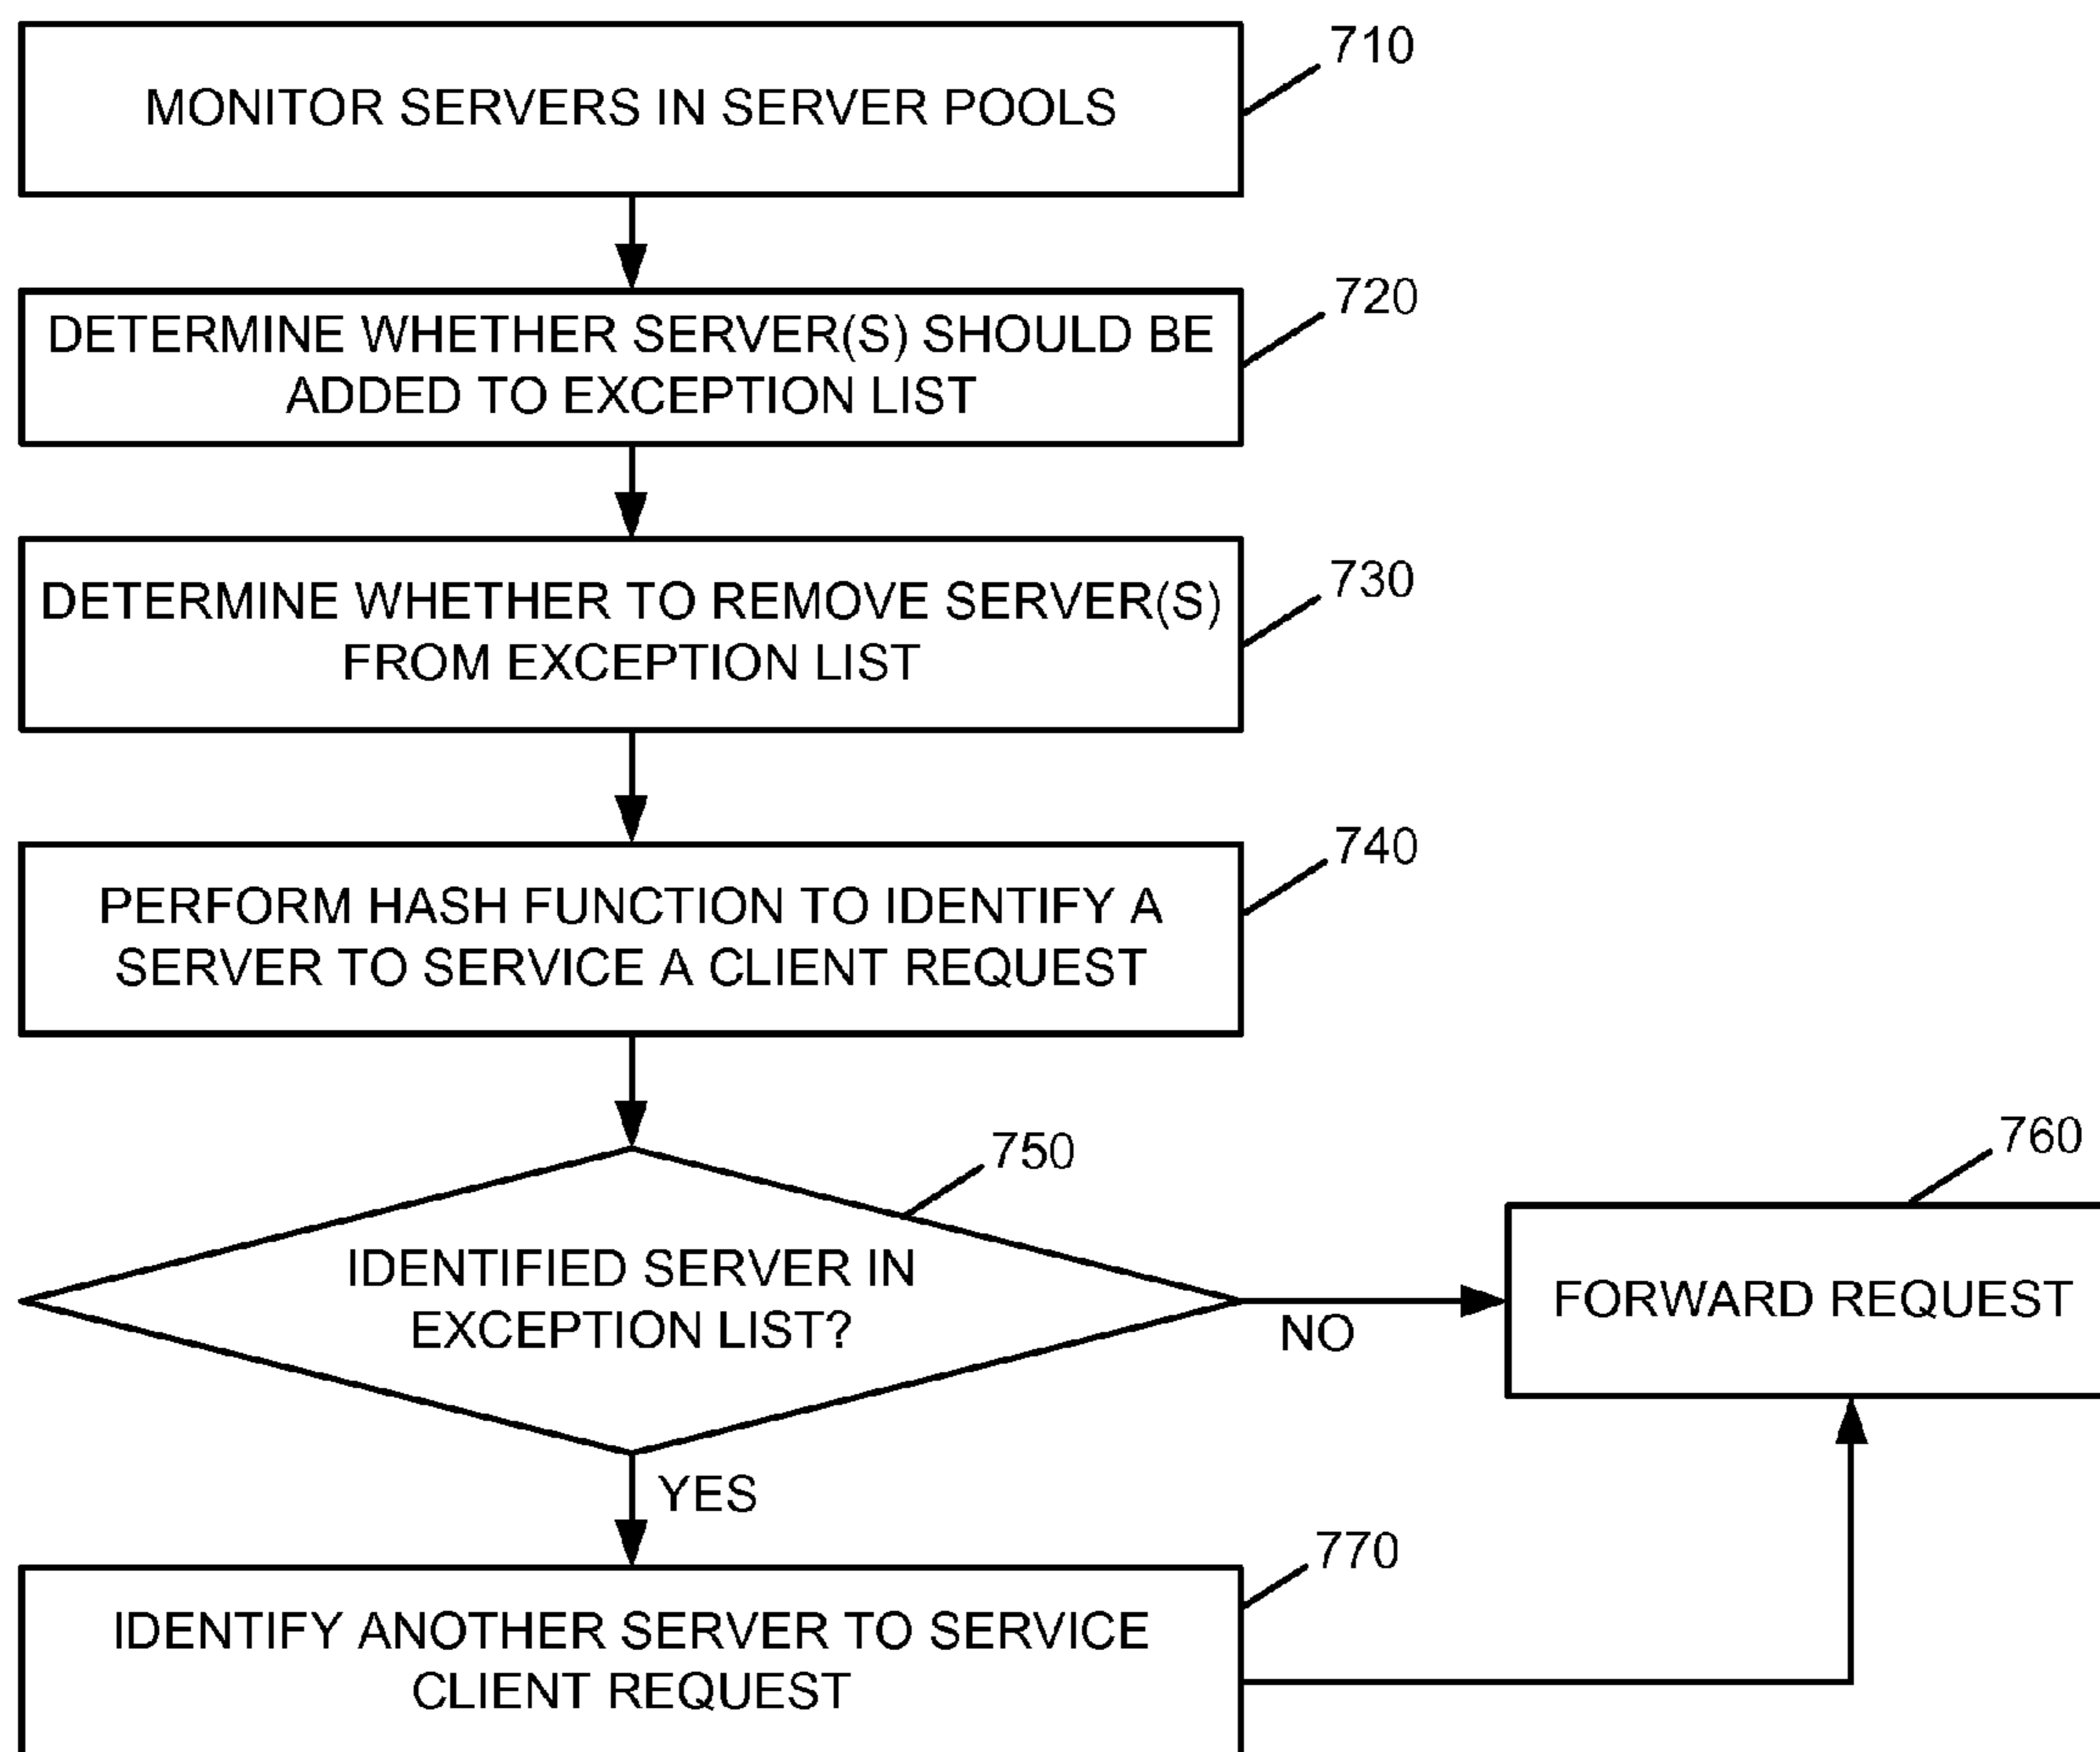 MONITOR SERVERS IN SERVER POOLS
710
DETERMINE WHETHER SERVER(S) SHOULD BE
ADDED TO EXCEPTION LIST
720
DETERMINE WHETHER TO REMOVE SERVER(S)
FROM EXCEPTION LIST
730
PERFORM HASH FUNCTION TO IDENTIFY A
SERVER TO SERVICE A CLIENT REQUEST
740
IDENTIFIED SERVER IN
EXCEPTION LIST?
750
NO
FORWARD REQUEST
760
YES
IDENTIFY ANOTHER SERVER TO SERVICE
CLIENT REQUEST
770